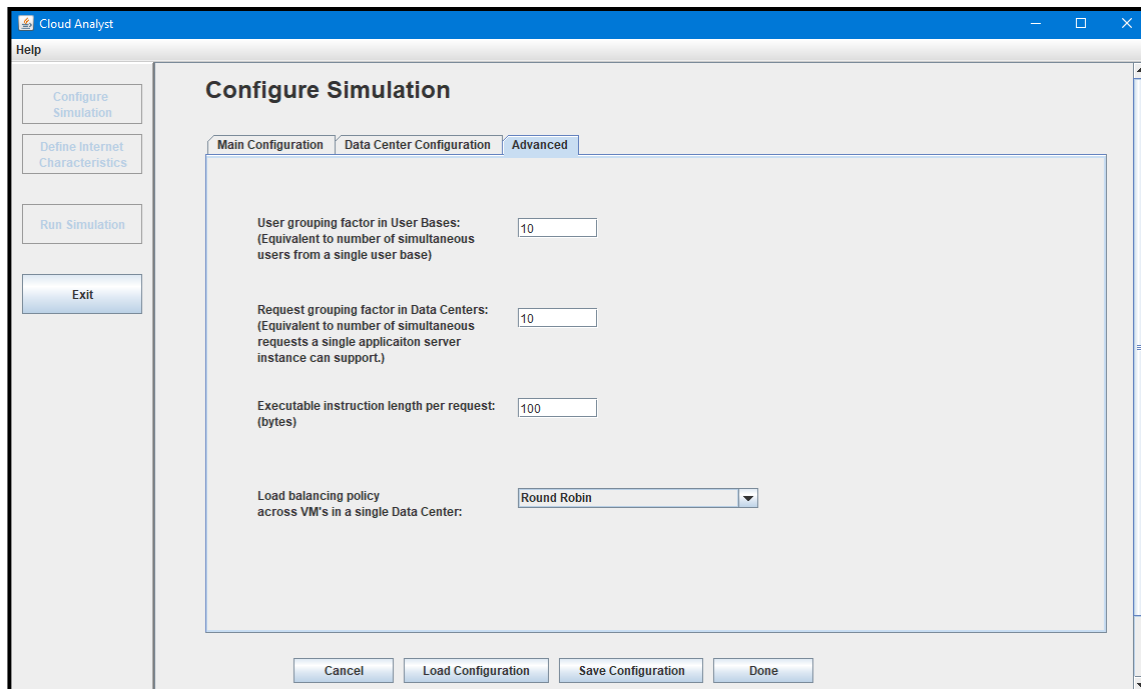 Cloud Analyst
Help
Configure
Simulation
Define Internet
Characteristics
Run Simulation
Exit
Configure Simulation
Main Configuration
Data Center Configuration
Advanced
User grouping factor in User Bases:
(Equivalent to number of simultaneous
users from a single user base)
10
Request grouping factor in Data Centers:
(Equivalent to number of simultaneous
requests a single applicaiton server
instance can support.)
10
Executable instruction length per request:
(bytes)
100
Load balancing policy
across VM's in a single Data Center:
Round Robin
Cancel
Load Configuration
Save Configuration
Done